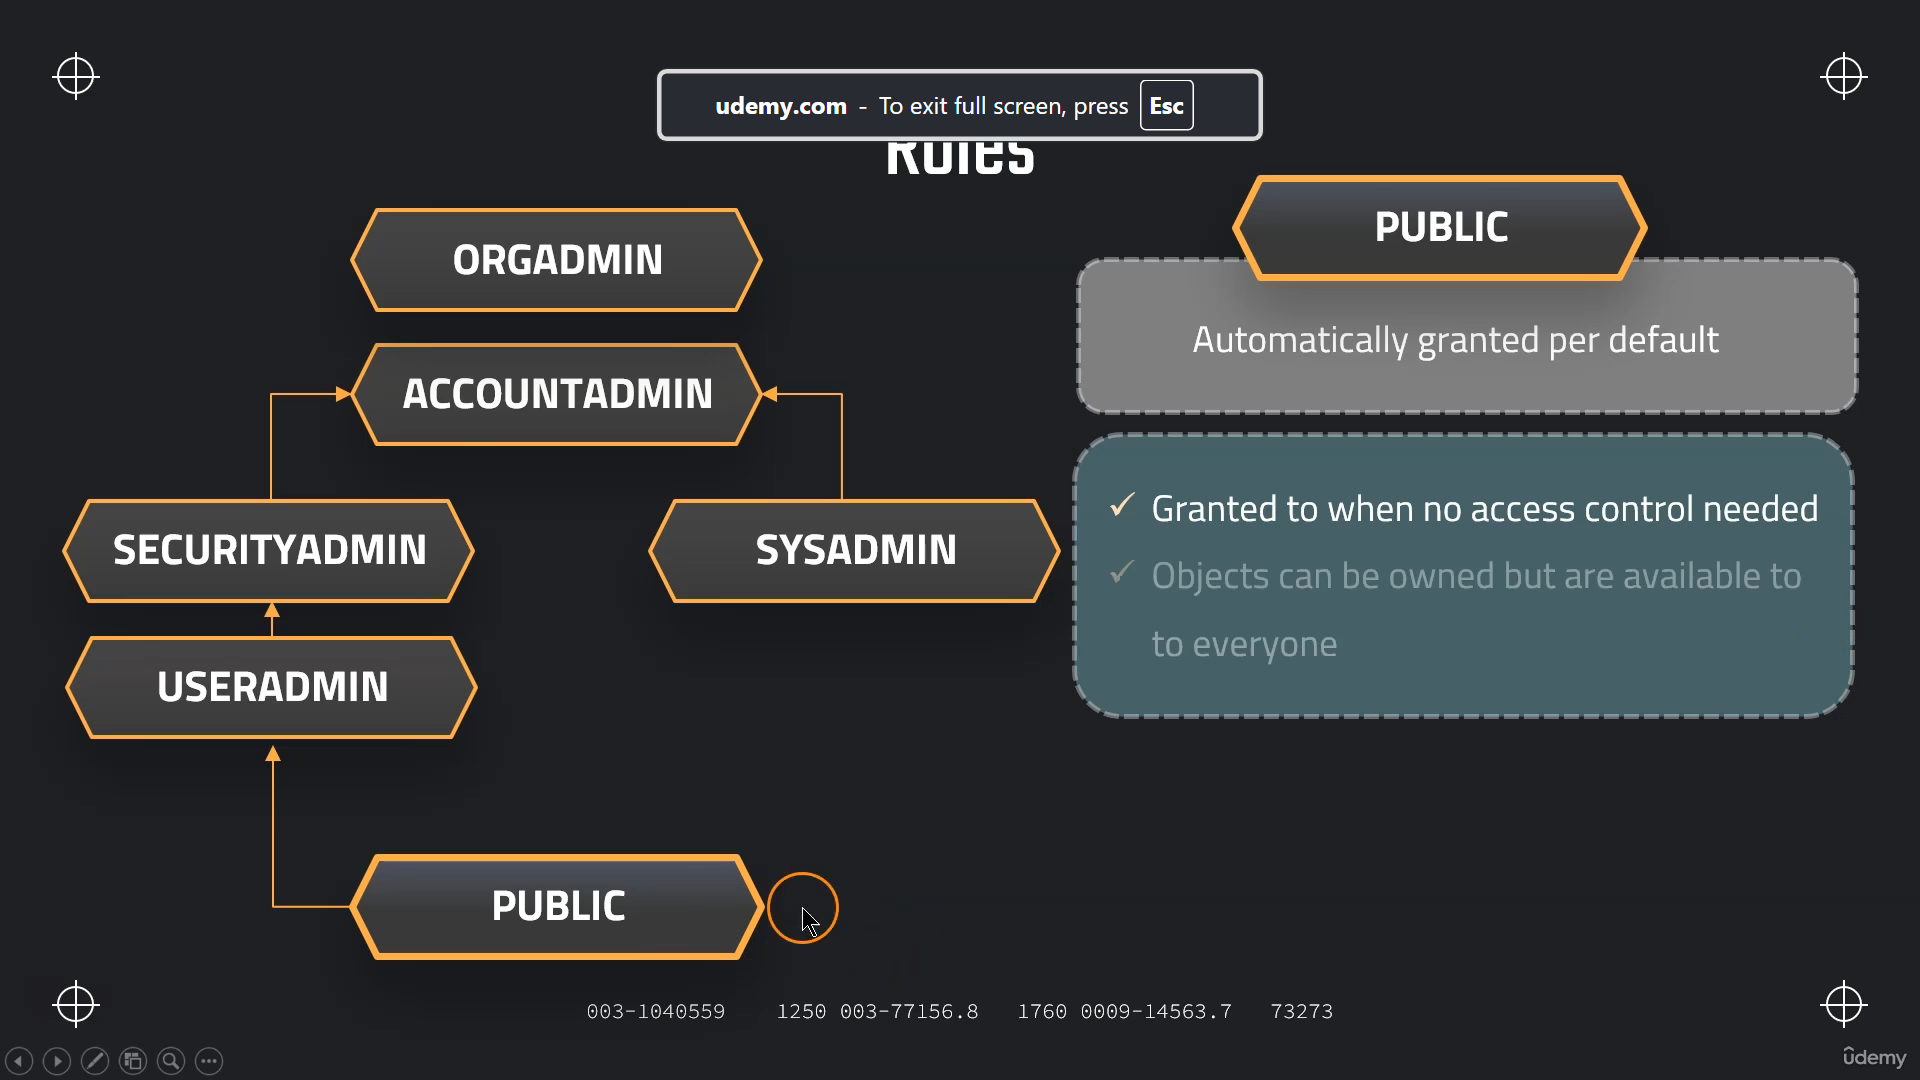 udemy.com - To exit full screen, press Esc
Roles
ORGADMIN
ACCOUNTADMIN
SECURITYADMIN
SYSADMIN
USERADMIN
PUBLIC
PUBLIC
Automatically granted per default
✓ Granted to when no access control needed
✓ Objects can be owned but are available to
to everyone
003-1040559 1250 003-77156.8 1760 0009-14563.7 73273
udemy